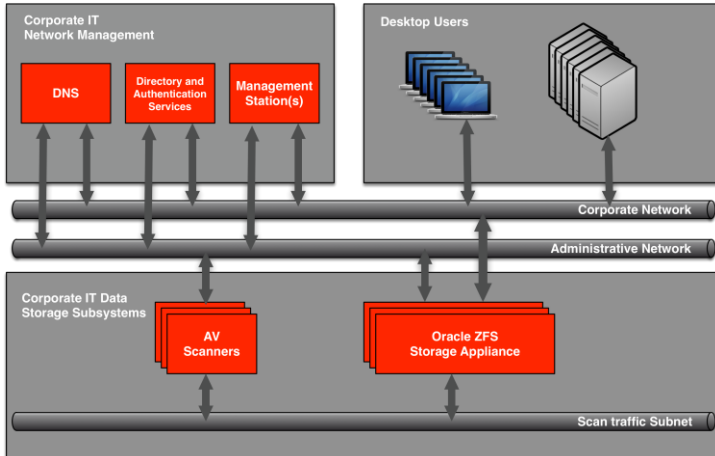 Corporate IT
Network Management
Desktop Users
DNS
Directory and
Authentication
Services
Management
Station(s)
Corporate Network
Administrative Network
Corporate IT Data
Storage Subsystems
AV
Scanners
Oracle ZFS
Storage Appliance
Scan traffic Subnet